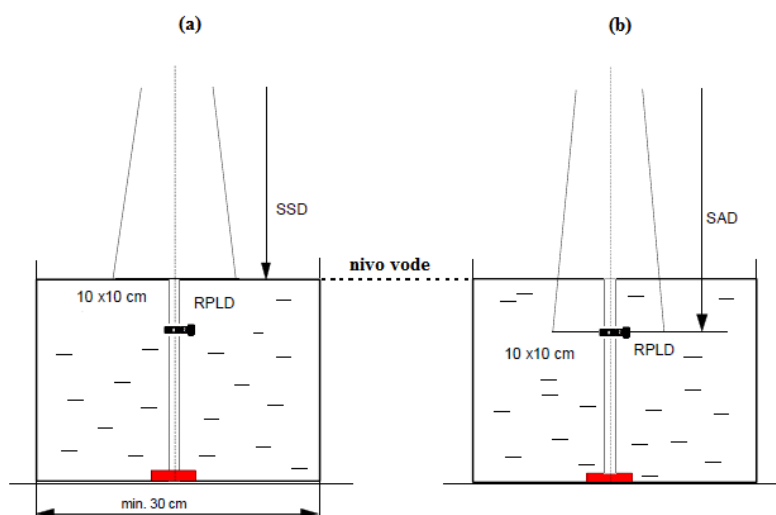 (a)
(b)
SSD
SAD
nivo vode
10 x10 cm
RPLD
10 x10 cm
RPLD
min. 30 cm